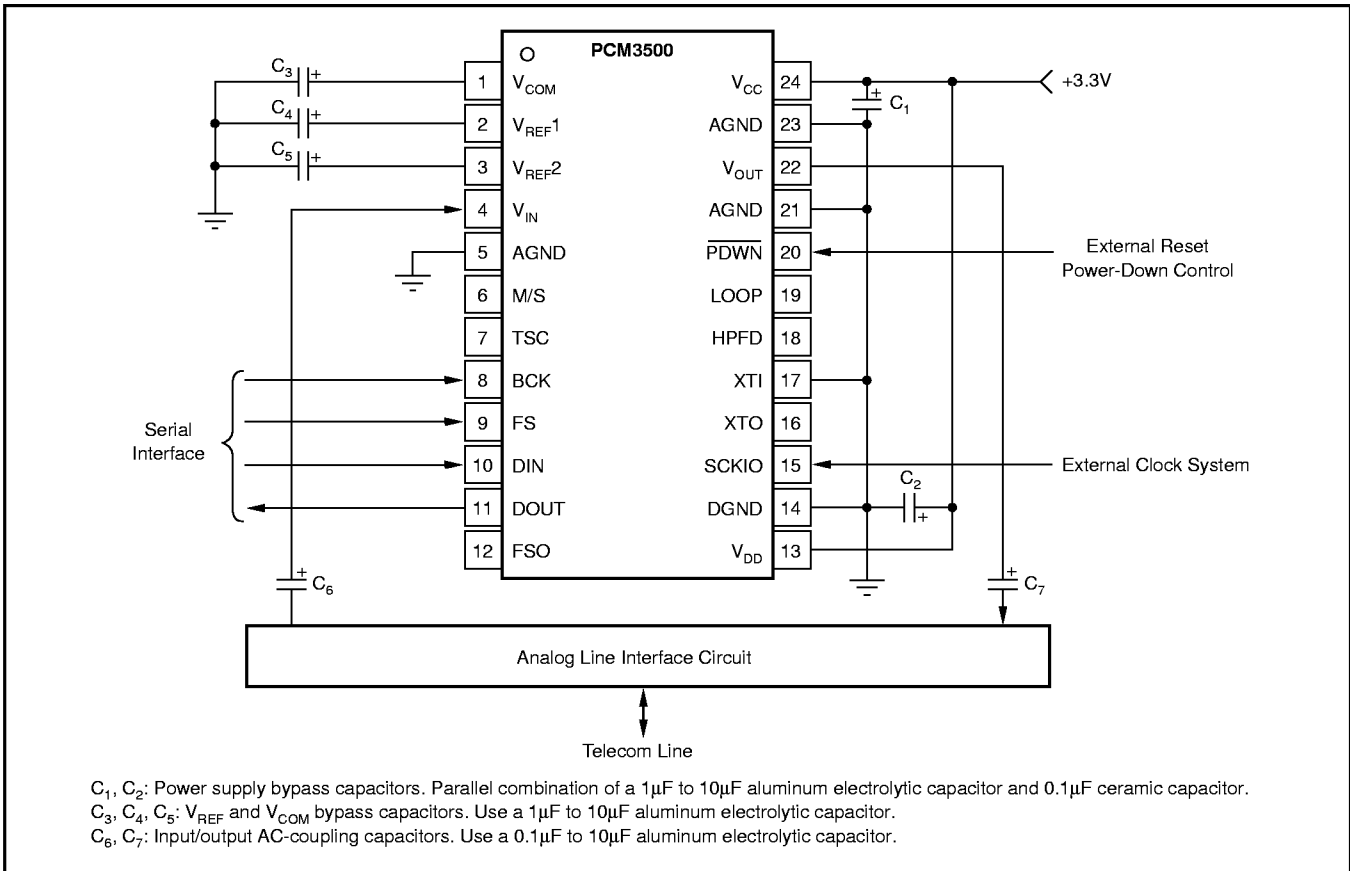 PCM3500
C3 +
1 VCOM
C4 +
2 VREF1
C5 +
3 VREF2
4 VIN
5 AGND
6 M/S
7 TSC
8 BCK
9 FS
10 DIN
11 DOUT
12 FSO
Serial
Interface
+ C6
VCC 24
+ C1
+3.3V
AGND 23
VOUT 22
AGND 21
PDWN 20
External Reset
Power-Down Control
LOOP 19
HPFD 18
XTI 17
XTO 16
SCKIO 15
External Clock System
C2
+
DGND 14
VDD 13
+ C7
Analog Line Interface Circuit
Telecom Line
C1, C2: Power supply bypass capacitors. Parallel combination of a 1µF to 10µF aluminum electrolytic capacitor and 0.1µF ceramic capacitor.
C3, C4, C5: VREF and VCOM bypass capacitors. Use a 1µF to 10µF aluminum electrolytic capacitor.
C6, C7: Input/output AC-coupling capacitors. Use a 0.1µF to 10µF aluminum electrolytic capacitor.